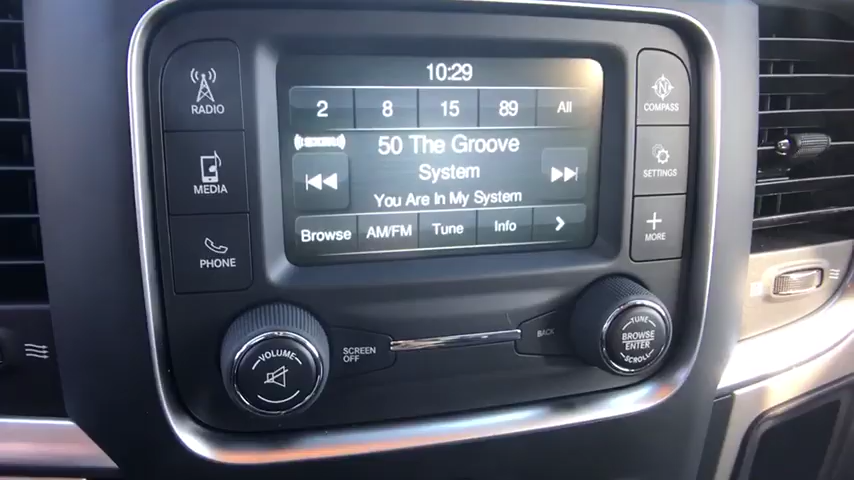 10:29
2 8 15 89 All
50 The Groove
System
You Are In My System
Browse AM/FM Tune Info >
RADIO
MEDIA
PHONE
N
COMPASS
SETTINGS
MORE
VOLUME
SCREEN
OFF
BACK
TUNE
BROWSE
ENTER
SCROLL